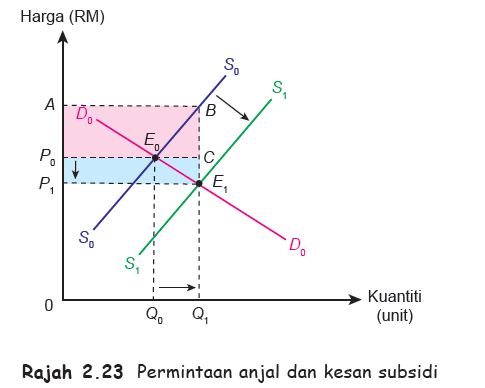 Harga (RM)
S₀
S₁
A
D₀
B
E₀
P₀
C
P₁
E₁
S₀
D₀
S₁
0
Q₀
Q₁
Kuantiti
(unit)
Rajah 2.23 Permintaan anjal dan kesan subsidi